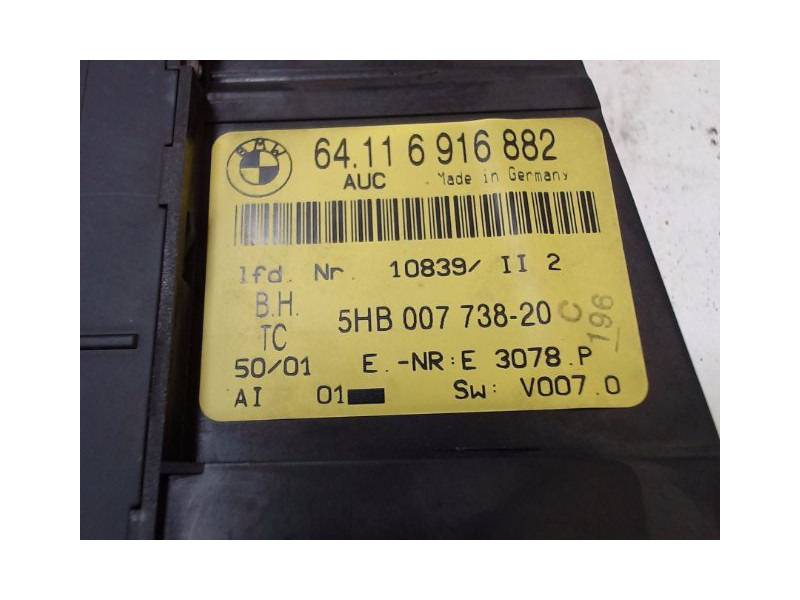 BMW
64.11 6 916 882
AUC Made in Germany
lfd. Nr. 10839/ II 2
B.H.
TC 5HB 007 738-20
C
196
50/01 E.-NR:E 3078.P
AI 01 Sw: V007.0